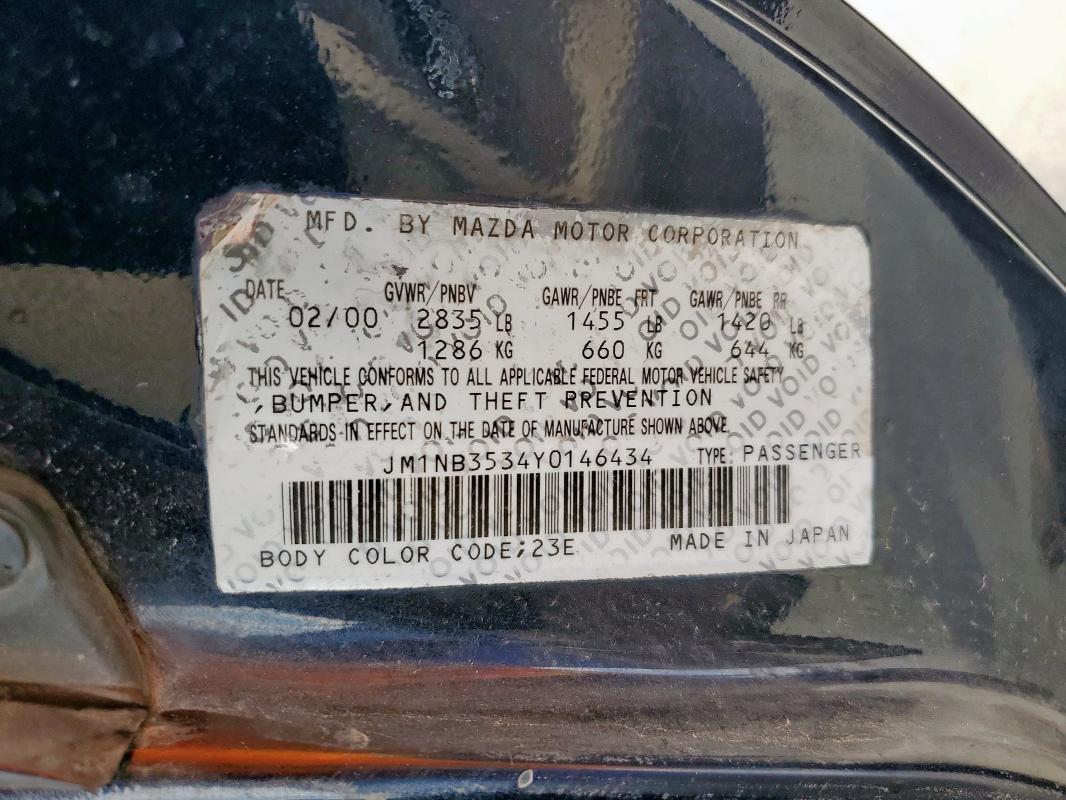 MFD. BY MAZDA MOTOR CORPORATION
DATE GVWR/PNBV GAWR/PNBE FRT GAWR/PNBE RR
02/00 2835 LB 1455 LB 1420 LB
1286 KG 660 KG 644 KG
THIS VEHICLE CONFORMS TO ALL APPLICABLE FEDERAL MOTOR VEHICLE SAFETY
,BUMPER,AND THEFT PREVENTION
STANDARDS IN EFFECT ON THE DATE OF MANUFACTURE SHOWN ABOVE.
JM1NB3534Y0146434 TYPE: PASSENGER
BODY COLOR CODE;23E MADE IN JAPAN